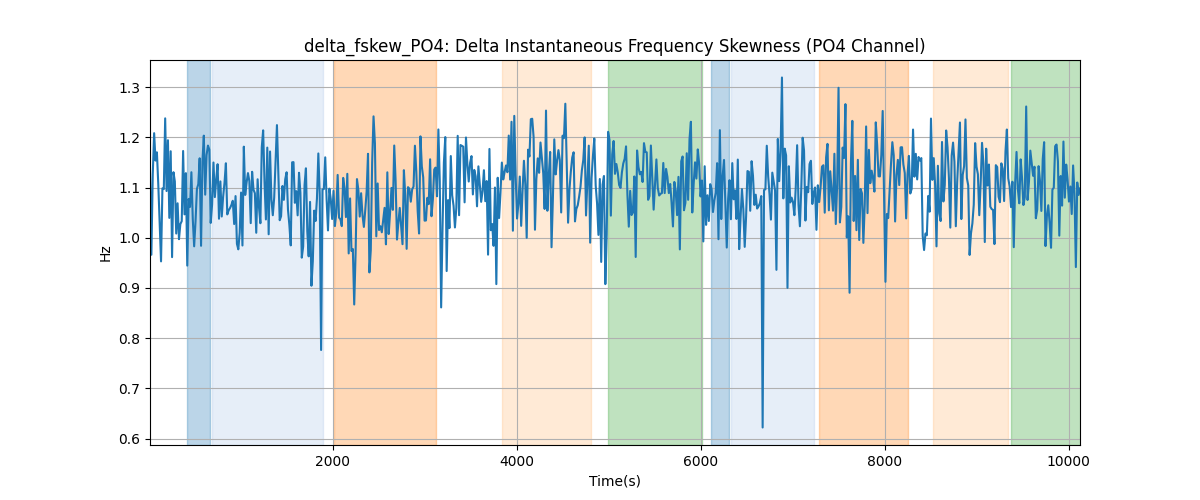 delta_fskew_PO4: Delta Instantaneous Frequency Skewness (PO4 Channel)
1.3
1.2
1.1
1.0
0.9
0.8
0.7
0.6
Hz
2000 4000 6000 8000 10000
Time(s)